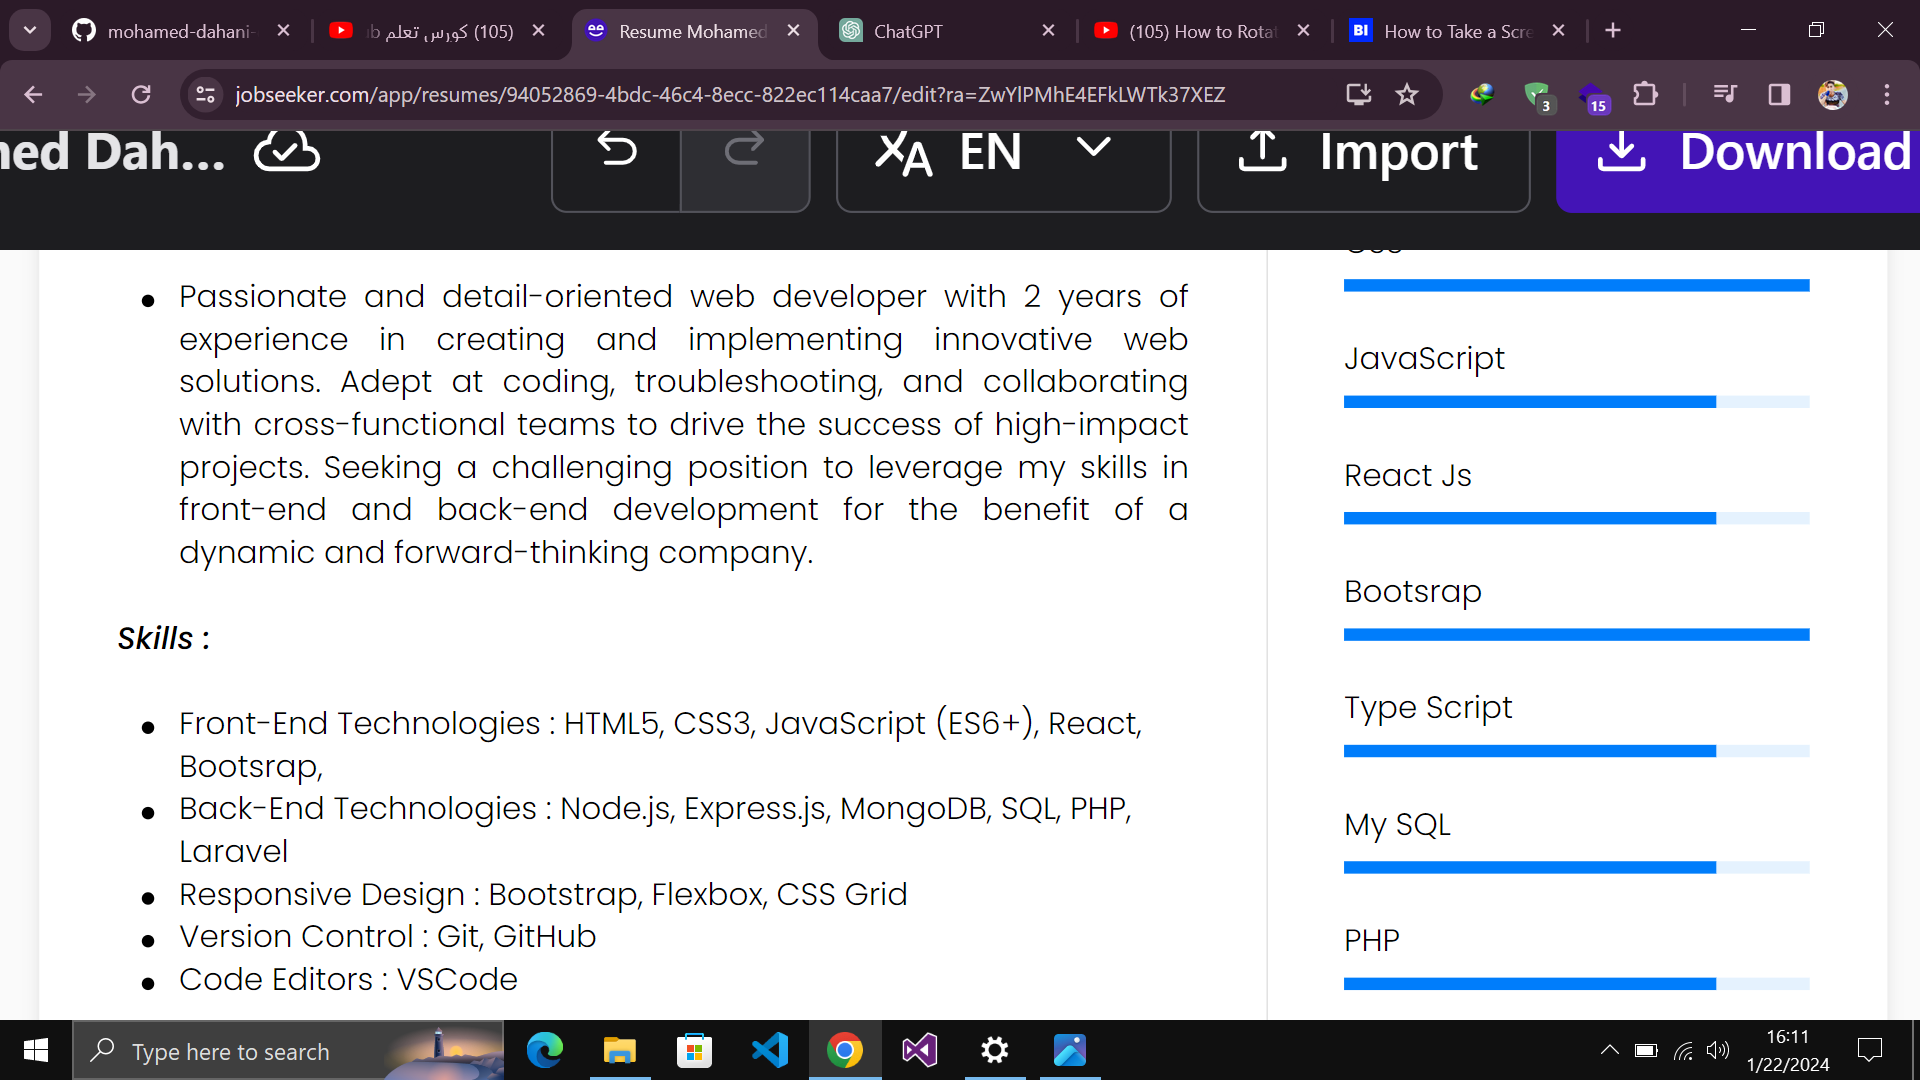 mohamed-dahani-
(105) كورس تعلم
Resume Mohamed
ChatGPT
(105) How to Rotat
BI
How to Take a Scre
jobseeker.com/app/resumes/94052869-4bdc-46c4-8ecc-822ec114caa7/edit?ra=ZwYlPMhE4EFkLWTk37XEZ
3
15
ned Dah...
EN
Import
Download
Passionate and detail-oriented web developer with 2 years of
experience in creating and implementing innovative web
solutions. Adept at coding, troubleshooting, and collaborating
with cross-functional teams to drive the success of high-impact
projects. Seeking a challenging position to leverage my skills in
front-end and back-end development for the benefit of a
dynamic and forward-thinking company.
Skills :
Front-End Technologies : HTML5, CSS3, JavaScript (ES6+), React,
Bootsrap,
Back-End Technologies : Node.js, Express.js, MongoDB, SQL, PHP,
Laravel
Responsive Design : Bootstrap, Flexbox, CSS Grid
Version Control : Git, GitHub
Code Editors : VSCode
JavaScript
React Js
Bootsrap
Type Script
My SQL
PHP
Type here to search
16:11
1/22/2024